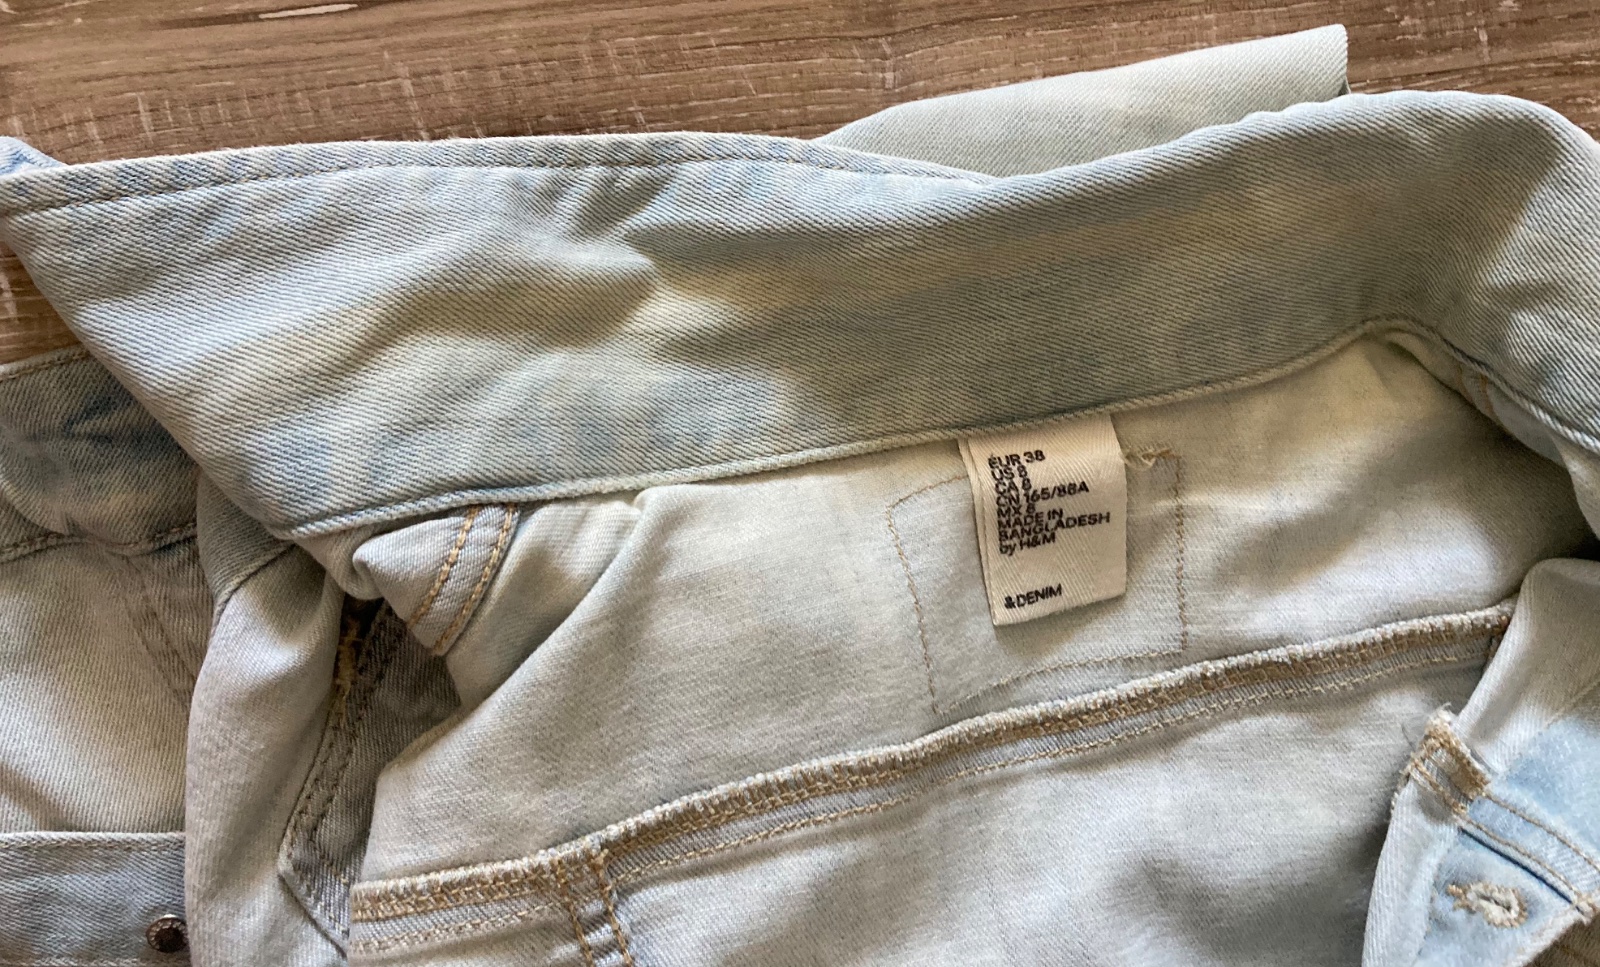 EUR 38
US 8
CA 8
CN 165/88A
MX 8
MADE IN
BANGLADESH
by H&M
&DENIM